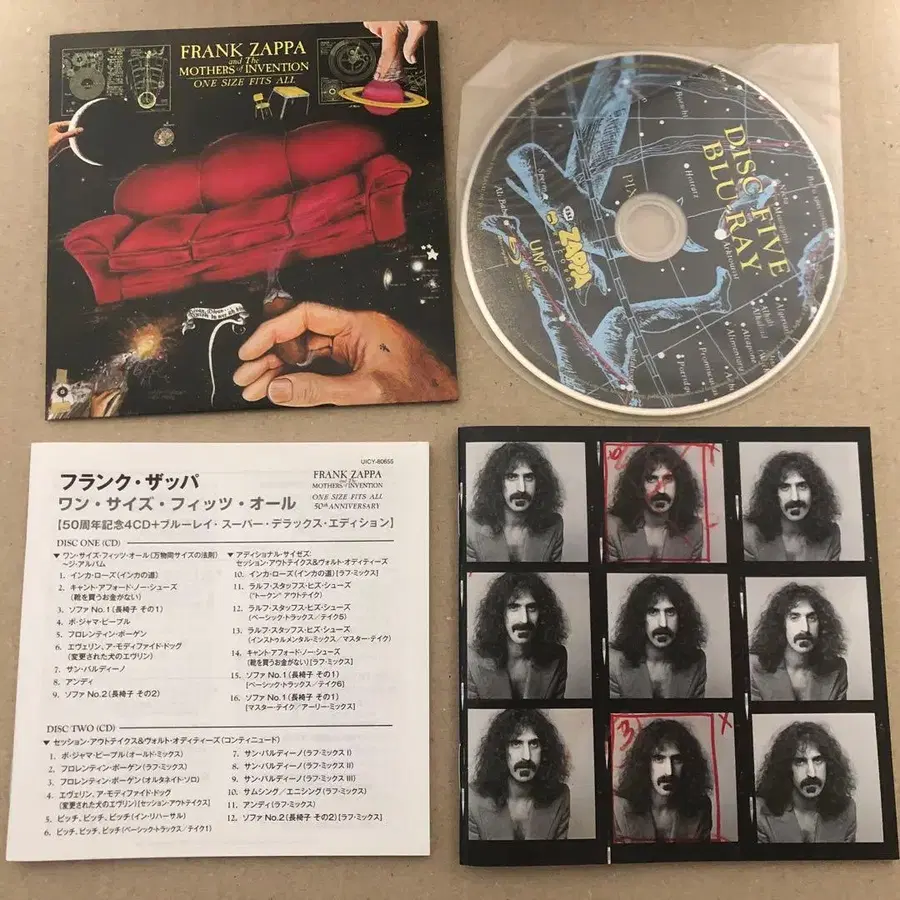 FRANK ZAPPA
and The
MOTHERS of INVENTION
ONE SIZE FITS ALL
DISC FIVE
BLU-RAY
ZAPPA
UMe
UICY-80655
フランク・ザッパ
ワン・サイズ・フィッツ・オール
【50周年記念4CD+ブルーレイ・スーパー・デラックス・エディション】
FRANK ZAPPA
and The
MOTHERS of INVENTION
ONE SIZE FITS ALL
50th ANNIVERSARY
DISC ONE (CD)
▼ ワン・サイズ・フィッツ・オール(万物同サイズの法則)
〜ジ・アルバム
1. インカ・ローズ(インカの道)
2. キャント・アフォード・ノー・シューズ
(靴を買うお金がない)
3. ソファ No.1(長椅子 その1)
4. ポ・ジャマ・ピープル
5. フロレンティン・ポーゲン
6. エヴェリン、ア・モディファイド・ドッグ
(変更された犬のエヴリン)
7. サン・バルディーノ
8. アンディ
9. ソファ No.2(長椅子 その2)
▼ アディショナル・サイゼズ:
セッション・アウトテイクス&ヴォルト・オディティーズ
10. インカ・ローズ(インカの道)[ラフ・ミックス]
11. ラルフ・スタッフス・ヒズ・シューズ
("トークン" アウトテイク)
12. ラルフ・スタッフス・ヒズ・シューズ
(ベーシック・トラックス/テイク5)
13. ラルフ・スタッフス・ヒズ・シューズ
(インストゥルメンタル・ミックス/マスター・テイク)
14. キャント・アフォード・ノー・シューズ
(靴を買うお金がない)[ラフ・ミックス]
15. ソファ No.1(長椅子 その1)
[ベーシック・トラックス/テイク6]
16. ソファ No.1(長椅子 その1)
[マスター・テイク/アーリー・ミックス]
DISC TWO (CD)
▼ セッション・アウトテイクス&ヴォルト・オディティーズ(コンティニュード)
1. ポ・ジャマ・ピープル(オールド・ミックス)
2. フロレンティン・ポーゲン(ラフ・ミックス)
3. フロレンティン・ポーゲン(オルタネイト・ソロ)
4. エヴェリン、ア・モディファイド・ドッグ
(変更された犬のエヴリン)[セッション・アウトテイクス]
5. ビッチ、ビッチ、ビッチ(イン・リハーサル)
6. ビッチ、ビッチ、ビッチ(ベーシック・トラックス/テイク1)
7. サン・バルディーノ(ラフ・ミックス I)
8. サン・バルディーノ(ラフ・ミックス II)
9. サン・バルディーノ(ラフ・ミックス III)
10. サムシング/エニシング(ラフ・ミックス)
11. アンディ(ラフ・ミックス)
12. ソファ No.2(長椅子 その2)[ラフ・ミックス]
3
X